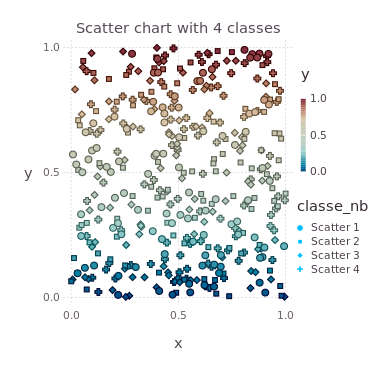 Scatter chart with 4 classes
1.0
0.5
0.0
y
0.0
0.5
1.0
x
y
1.0
0.5
0.0
classe_nb
Scatter 1
Scatter 2
Scatter 3
Scatter 4